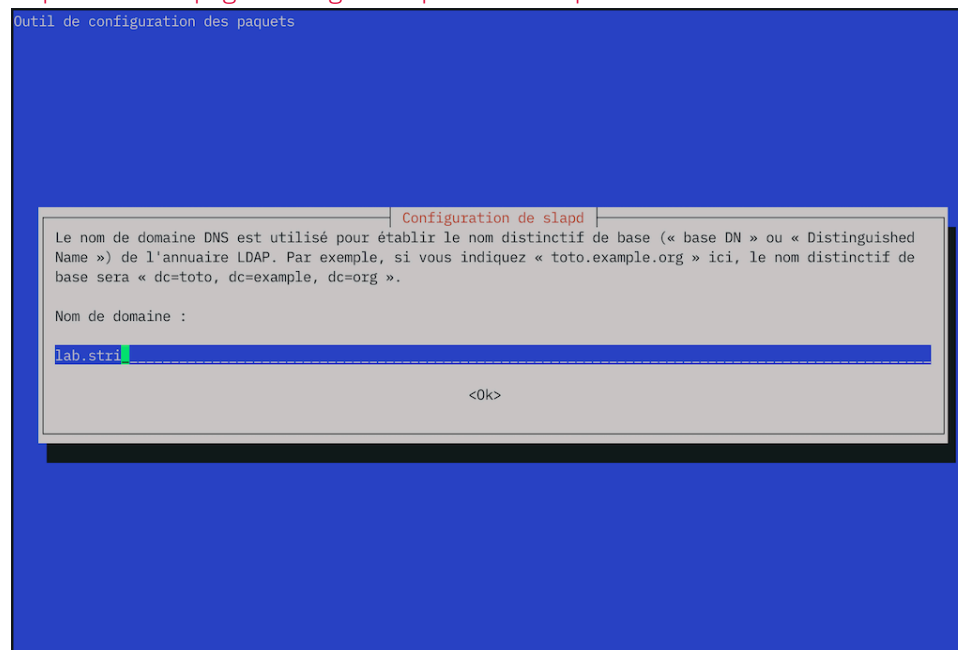 Outil de configuration des paquets
Configuration de slapd
Le nom de domaine DNS est utilisé pour établir le nom distinctif de base (« base DN » ou « Distinguished
Name ») de l'annuaire LDAP. Par exemple, si vous indiquez « toto.example.org » ici, le nom distinctif de
base sera « dc=toto, dc=example, dc=org ».
Nom de domaine :
lab.stri
<Ok>